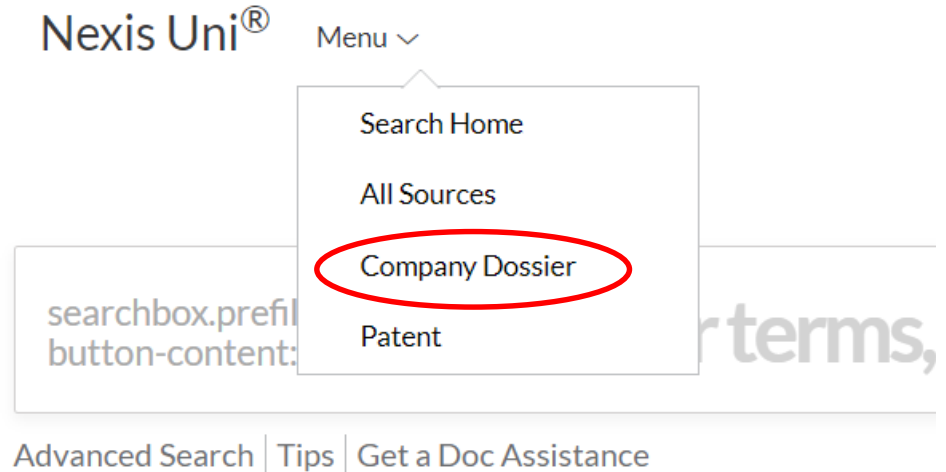 Nexis Uni® Menu
Search Home
All Sources
Company Dossier
searchbox.prefil
Patent
button-content:
terms,
Advanced Search | Tips | Get a Doc Assistance